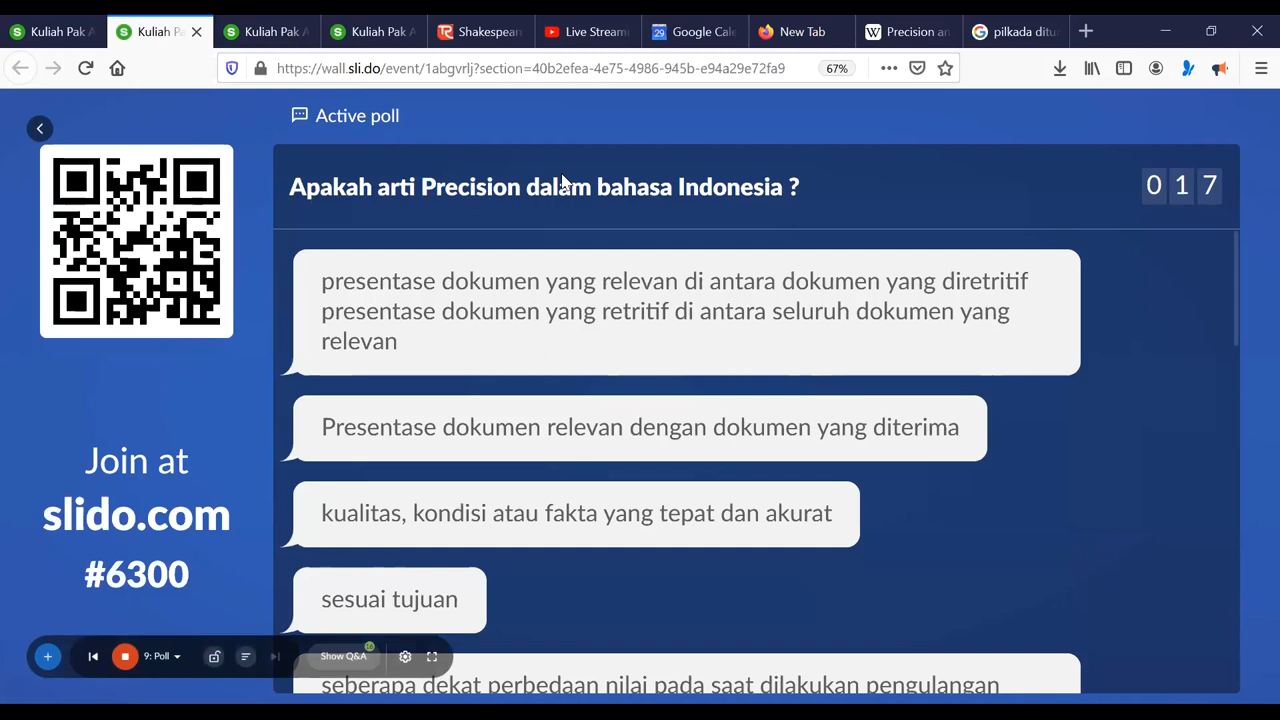 Kuliah Pak A
Kuliah Pa
Kuliah Pak A
Kuliah Pak A
Shakespean
Live Stream
Google Cale
New Tab
Precision an
pilkada ditu
https://wall.sli.do/event/1abgvrlj?section=40b2efea-4e75-4986-945b-e94a29e72fa9
67%
Active poll
Apakah arti Precision dalam bahasa Indonesia ?
0 1 7
presentase dokumen yang relevan di antara dokumen yang diretritif
presentase dokumen yang retritif di antara seluruh dokumen yang
relevan
Presentase dokumen relevan dengan dokumen yang diterima
kualitas, kondisi atau fakta yang tepat dan akurat
sesuai tujuan
seberapa dekat perbedaan nilai pada saat dilakukan pengulangan
Join at
slido.com
#6300
9: Poll
Show Q&A